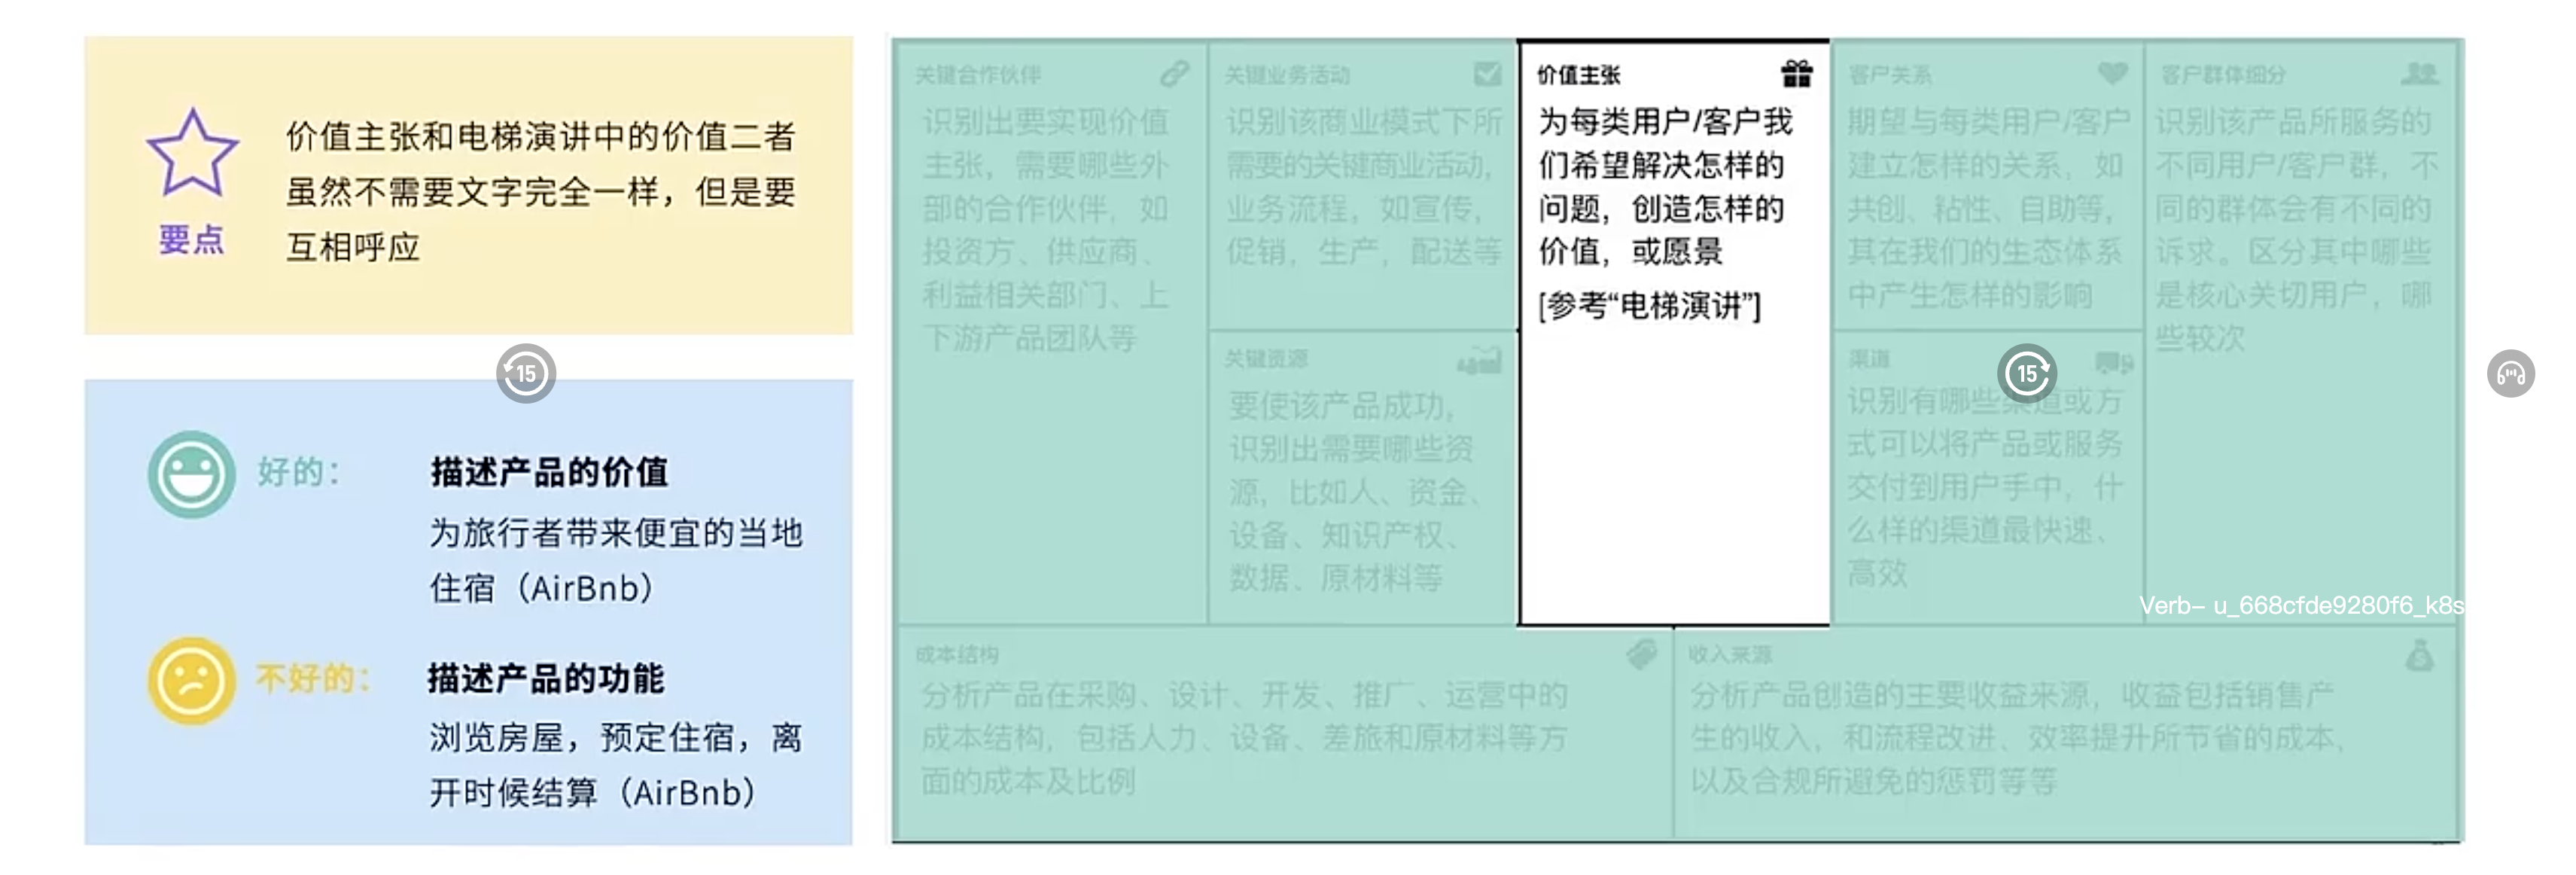 价值主张和电梯演讲中的价值二者
虽然不需要文字完全一样，但是要
互相呼应
要点
好的：
描述产品的价值
为旅行者带来便宜的当地
住宿（AirBnb）
不好的：
描述产品的功能
浏览房屋，预定住宿，离
开时候结算（AirBnb）
15
关键合作伙伴
识别出要实现价值
主张，需要哪些外
部的合作伙伴，如
投资方、供应商、
利益相关部门、上
下游产品团队等
关键业务活动
识别该商业模式下所
需要的关键商业活动，
业务流程，如宣传，
促销，生产，配送等
关键资源
要使该产品成功，
识别出需要哪些资
源，比如人、资金、
设备、知识产权、
数据、原材料等
价值主张
为每类用户/客户我
们希望解决怎样的
问题，创造怎样的
价值，或愿景
[参考“电梯演讲”]
客户关系
期望与每类用户/客户
建立怎样的关系，如
共创、粘性、自助等，
其在我们的生态体系
中产生怎样的影响
渠道
15
识别有哪些渠道或方
式可以将产品或服务
交付到用户手中，什
么样的渠道最快速、
高效
客户群体细分
识别该产品所服务的
不同用户/客户群，不
同的群体会有不同的
诉求。区分其中哪些
是核心关切用户，哪
些较次
Verb- u_668cfde9280f6_k8s
成本结构
分析产品在采购、设计、开发、推广、运营中的
成本结构，包括人力、设备、差旅和原材料等方
面的成本及比例
收入来源
分析产品创造的主要收益来源，收益包括销售产
生的收入，和流程改进、效率提升所节省的成本，
以及合规所避免的惩罚等等